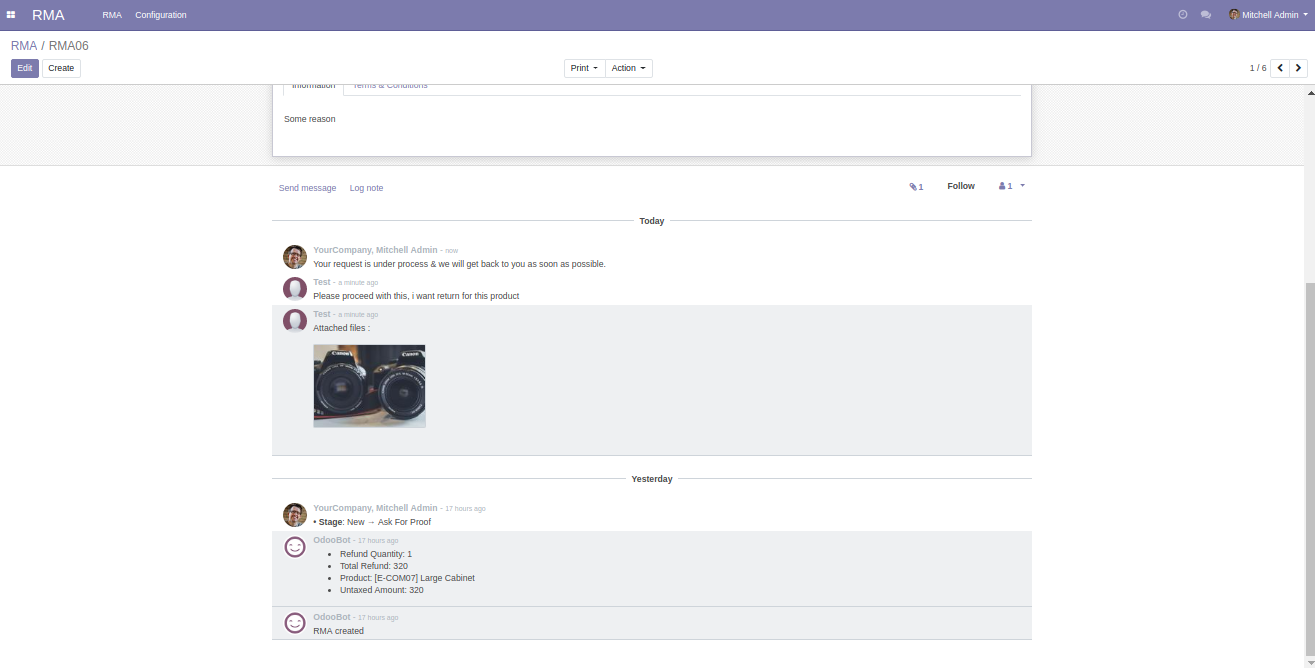 RMA RMA Configuration Mitchell Admin
RMA / RMA06
Edit Create Print Action 1 / 6
Information Terms & Conditions
Some reason
Send message Log note 1 Follow 1
Today
YourCompany, Mitchell Admin - now
Your request is under process & we will get back to you as soon as possible.
Test - a minute ago
Please proceed with this, i want return for this product
Test - a minute ago
Attached files :
Canon Canon
Yesterday
YourCompany, Mitchell Admin - 17 hours ago
• Stage: New → Ask For Proof
OdooBot - 17 hours ago
• Refund Quantity: 1
• Total Refund: 320
• Product: [E-COM07] Large Cabinet
• Untaxed Amount: 320
OdooBot - 17 hours ago
RMA created